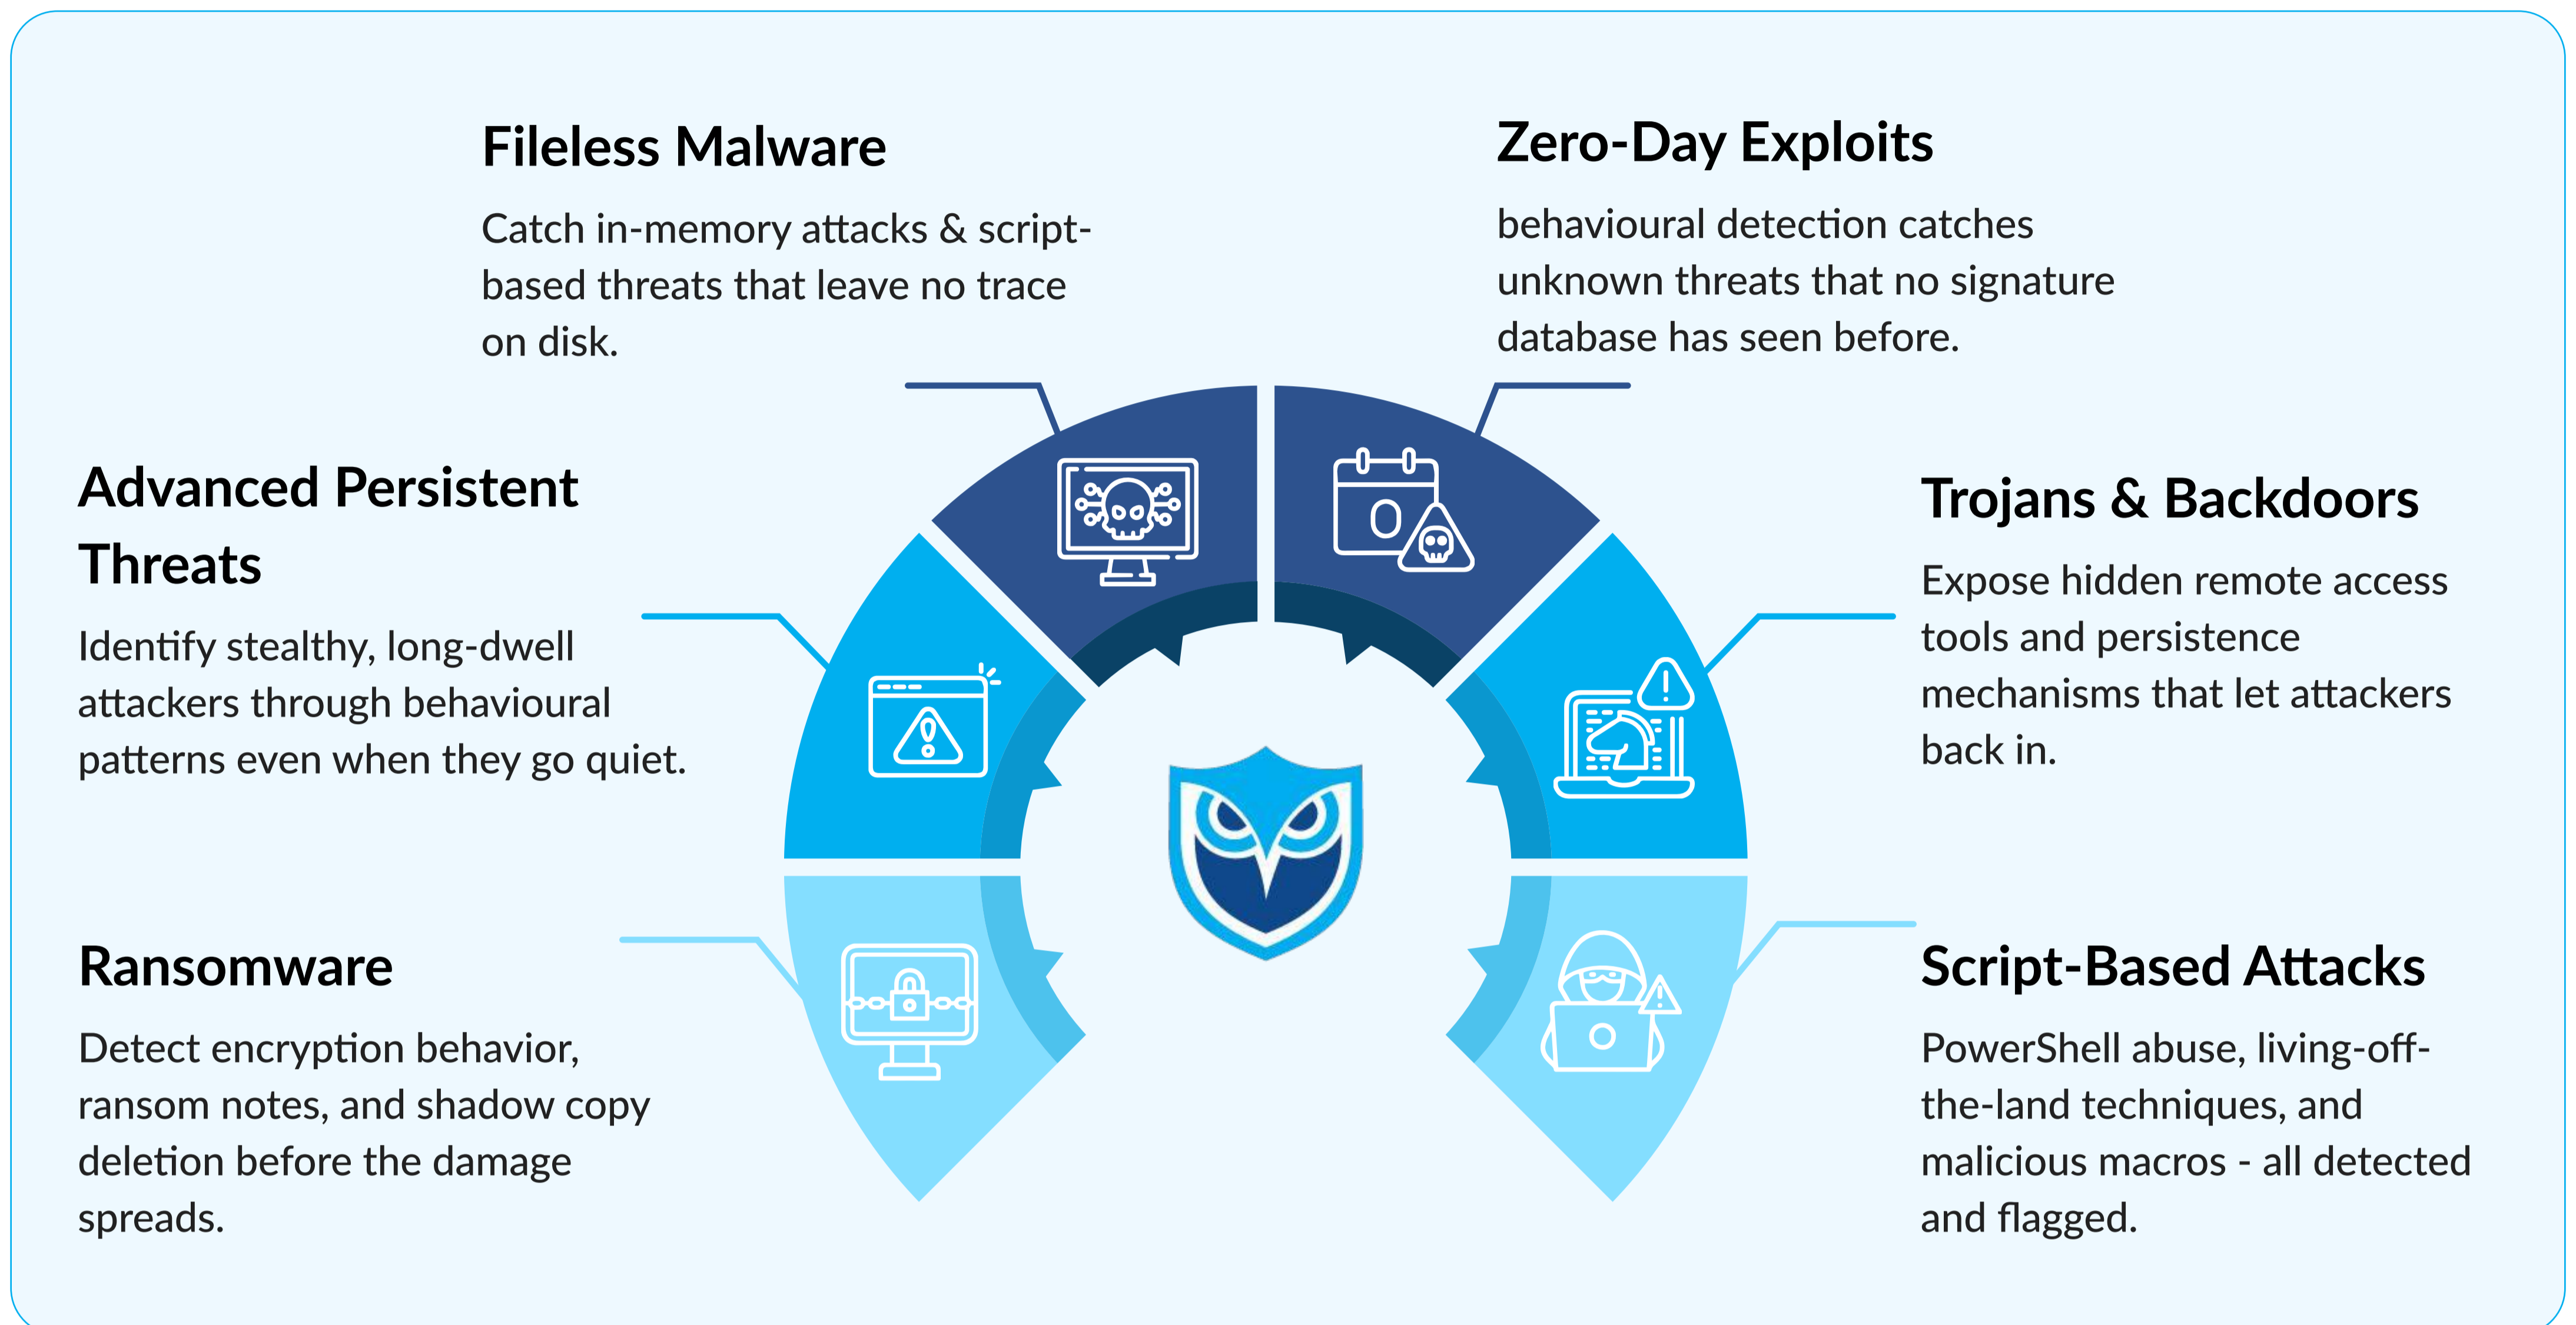 Fileless Malware
Catch in-memory attacks & script-
based threats that leave no trace
on disk.
Zero-Day Exploits
behavioural detection catches
unknown threats that no signature
database has seen before.
Advanced Persistent
Threats
Identify stealthy, long-dwell
attackers through behavioural
patterns even when they go quiet.
Trojans & Backdoors
Expose hidden remote access
tools and persistence
mechanisms that let attackers
back in.
Ransomware
Detect encryption behavior,
ransom notes, and shadow copy
deletion before the damage
spreads.
Script-Based Attacks
PowerShell abuse, living-off-
the-land techniques, and
malicious macros - all detected
and flagged.
0